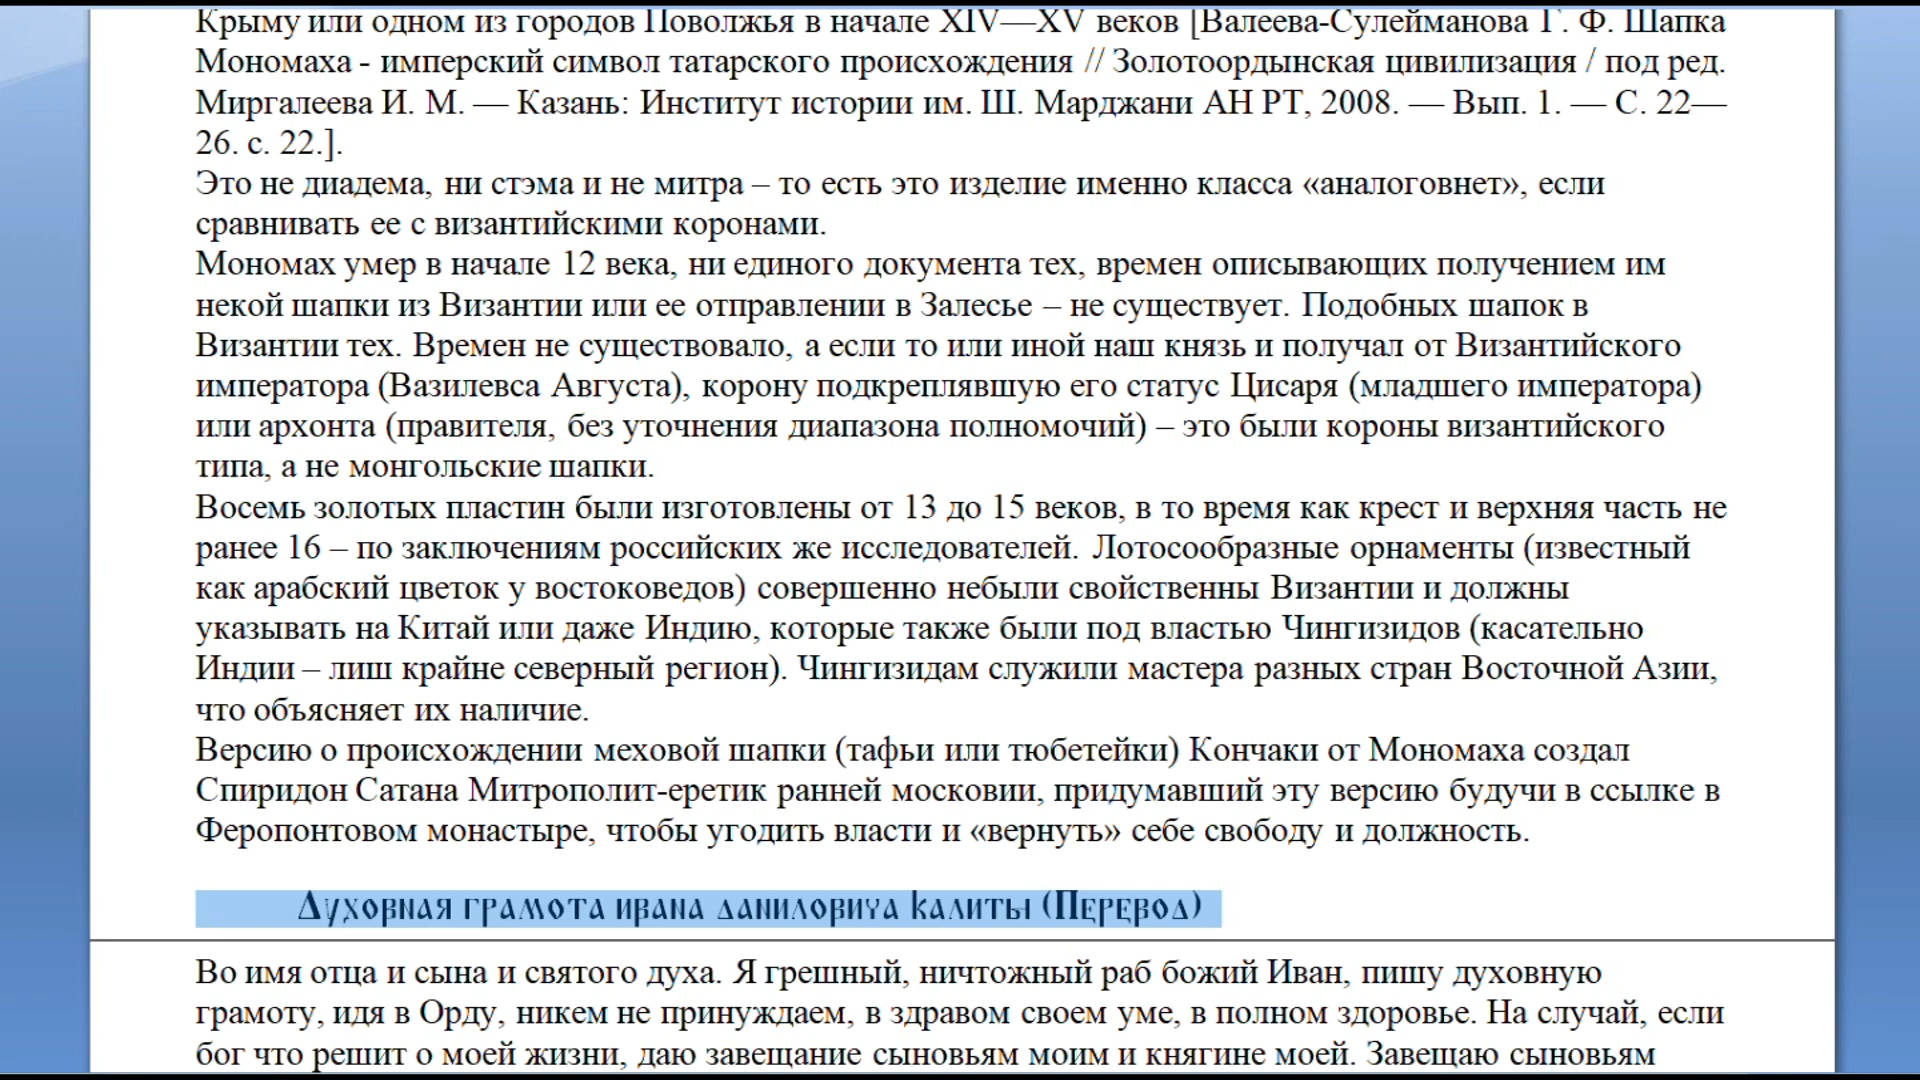 Крыму или одном из городов Поволжья в начале XIV—XV веков [Валеева-Сулейманова Г. Ф. Шапка
Мономаха - имперский символ татарского происхождения // Золотоордынская цивилизация / под ред.
Миргалеева И. М. — Казань: Институт истории им. Ш. Марджани АН РТ, 2008. — Вып. 1. — С. 22—
26. с. 22.].
Это не диадема, ни стэма и не митра – то есть это изделие именно класса «аналоговнет», если
сравнивать ее с византийскими коронами.
Мономах умер в начале 12 века, ни единого документа тех, времен описывающих получением им
некой шапки из Византии или ее отправлении в Залесье – не существует. Подобных шапок в
Византии тех. Времен не существовало, а если то или иной наш князь и получал от Византийского
императора (Вазилевса Августа), корону подкреплявшую его статус Цисаря (младшего императора)
или архонта (правителя, без уточнения диапазона полномочий) – это были короны византийского
типа, а не монгольские шапки.
Восемь золотых пластин были изготовлены от 13 до 15 веков, в то время как крест и верхняя часть не
ранее 16 – по заключениям российских же исследователей. Лотосообразные орнаменты (известный
как арабский цветок у востоковедов) совершенно небыли свойственны Византии и должны
указывать на Китай или даже Индию, которые также были под властью Чингизидов (касательно
Индии – лиш крайне северный регион). Чингизидам служили мастера разных стран Восточной Азии,
что объясняет их наличие.
Версию о происхождении меховой шапки (тафьи или тюбетейки) Кончаки от Мономаха создал
Спиридон Сатана Митрополит-еретик ранней московии, придумавший эту версию будучи в ссылке в
Феропонтовом монастыре, чтобы угодить власти и «вернуть» себе свободу и должность.
Духовная грамота ивана даниловича калиты (Перевод)
Во имя отца и сына и святого духа. Я грешный, ничтожный раб божий Иван, пишу духовную
грамоту, идя в Орду, никем не принуждаем, в здравом своем уме, в полном здоровье. На случай, если
бог что решит о моей жизни, даю завещание сыновьям моим и княгине моей. Завещаю сыновьям